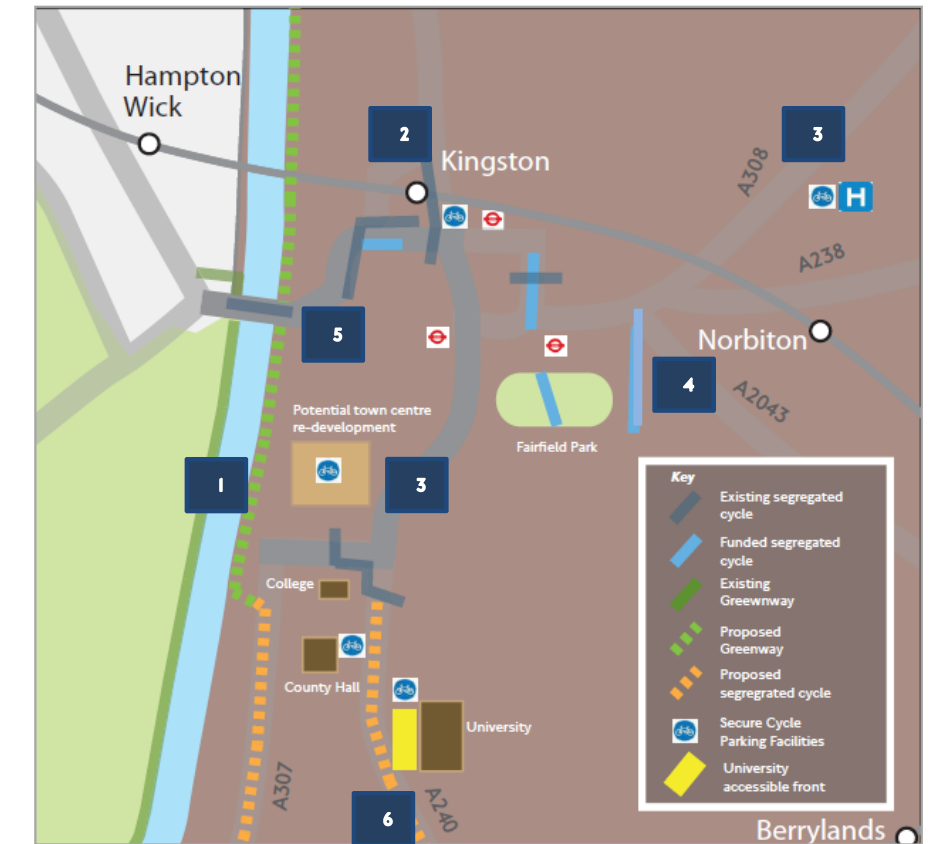 Hampton
Wick
2
Kingston
3
A308
H
A238
5
Norbiton
4
A2043
Potential town centre
re-development
Fairfield Park
1
3
College
County Hall
University
A307
A240
6
Key
Existing segregated
cycle
Funded segregated
cycle
Existing
Greewnway
Proposed
Greenway
Proposed
segregrated cycle
Secure Cycle
Parking Facilities
University
accessible front
Berrylands